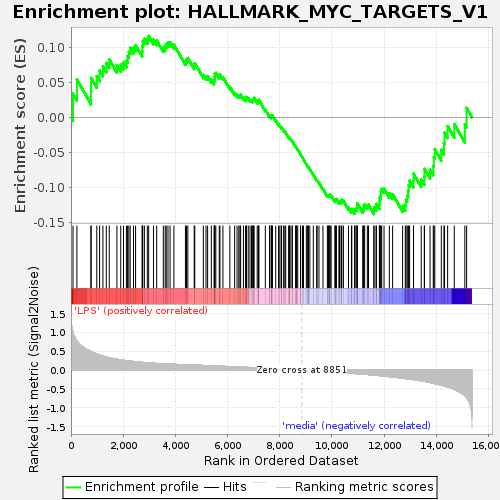 Enrichment plot: HALLMARK_MYC_TARGETS_V1
Enrichment score (ES)
0.10
0.05
0.00
-0.05
-0.10
-0.15
'LPS' (positively correlated)
Ranked list metric (Signal2Noise)
1.5
1.0
0.5
0.0
-0.5
-1.0
-1.5
Zero cross at 8851
'media' (negatively correlated)
0 2,000 4,000 6,000 8,000 10,000 12,000 14,000 16,000
Rank in Ordered Dataset
Enrichment profile Hits Ranking metric scores